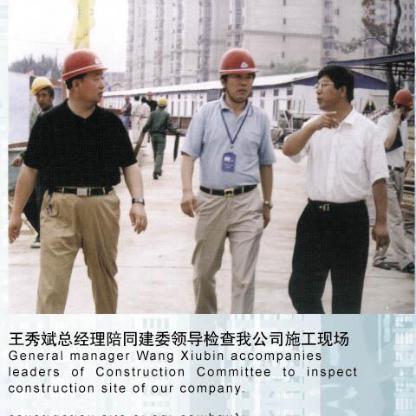 王秀斌总经理陪同建委领导检查我公司施工现场
General manager Wang Xiubin accompanies
leaders of Construction Committee to inspect
construction site of our company.